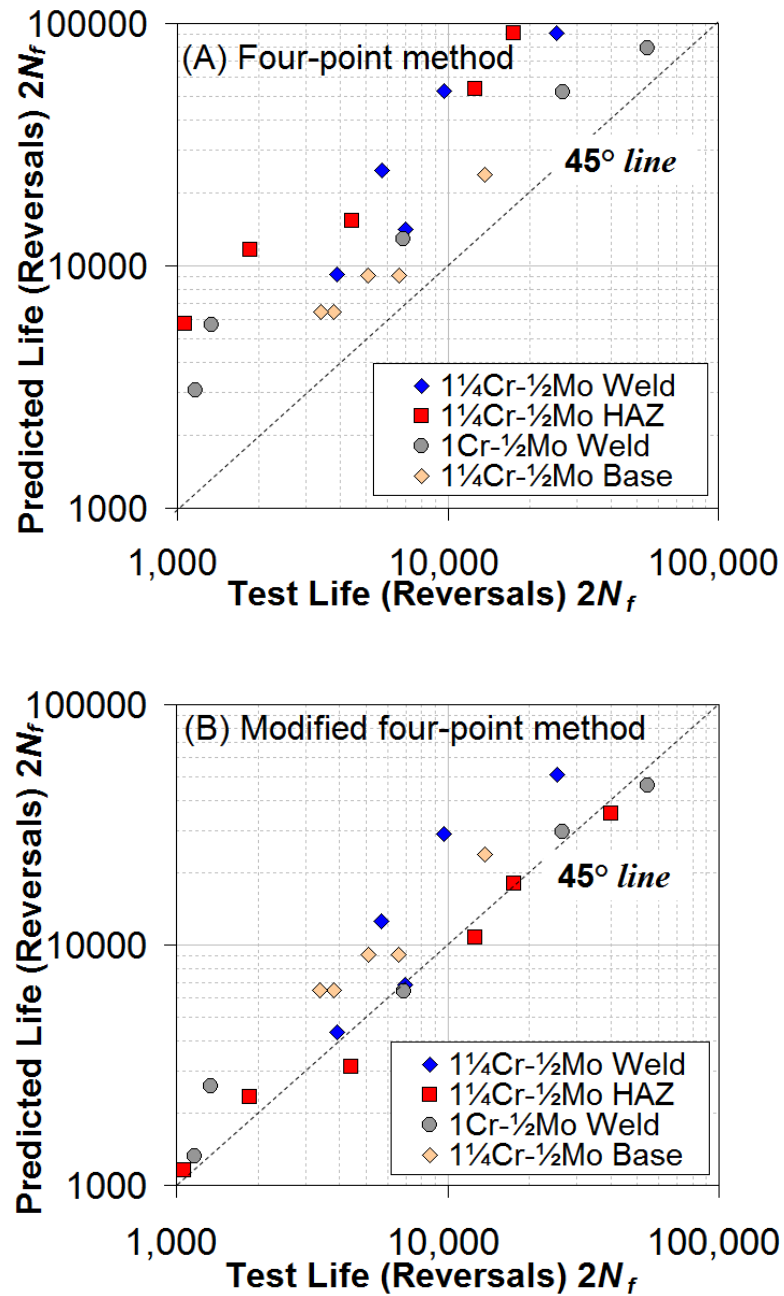 100000
(A) Four-point method
45° line
10000
1¼Cr-½Mo Weld
1¼Cr-½Mo HAZ
1Cr-½Mo Weld
1¼Cr-½Mo Base
1000
Predicted Life (Reversals) 2Nf
1,000 10,000 100,000
Test Life (Reversals) 2Nf
100000
(B) Modified four-point method
45° line
10000
1¼Cr-½Mo Weld
1¼Cr-½Mo HAZ
1Cr-½Mo Weld
1¼Cr-½Mo Base
1000
Predicted Life (Reversals) 2Nf
1,000 10,000 100,000
Test Life (Reversals) 2Nf